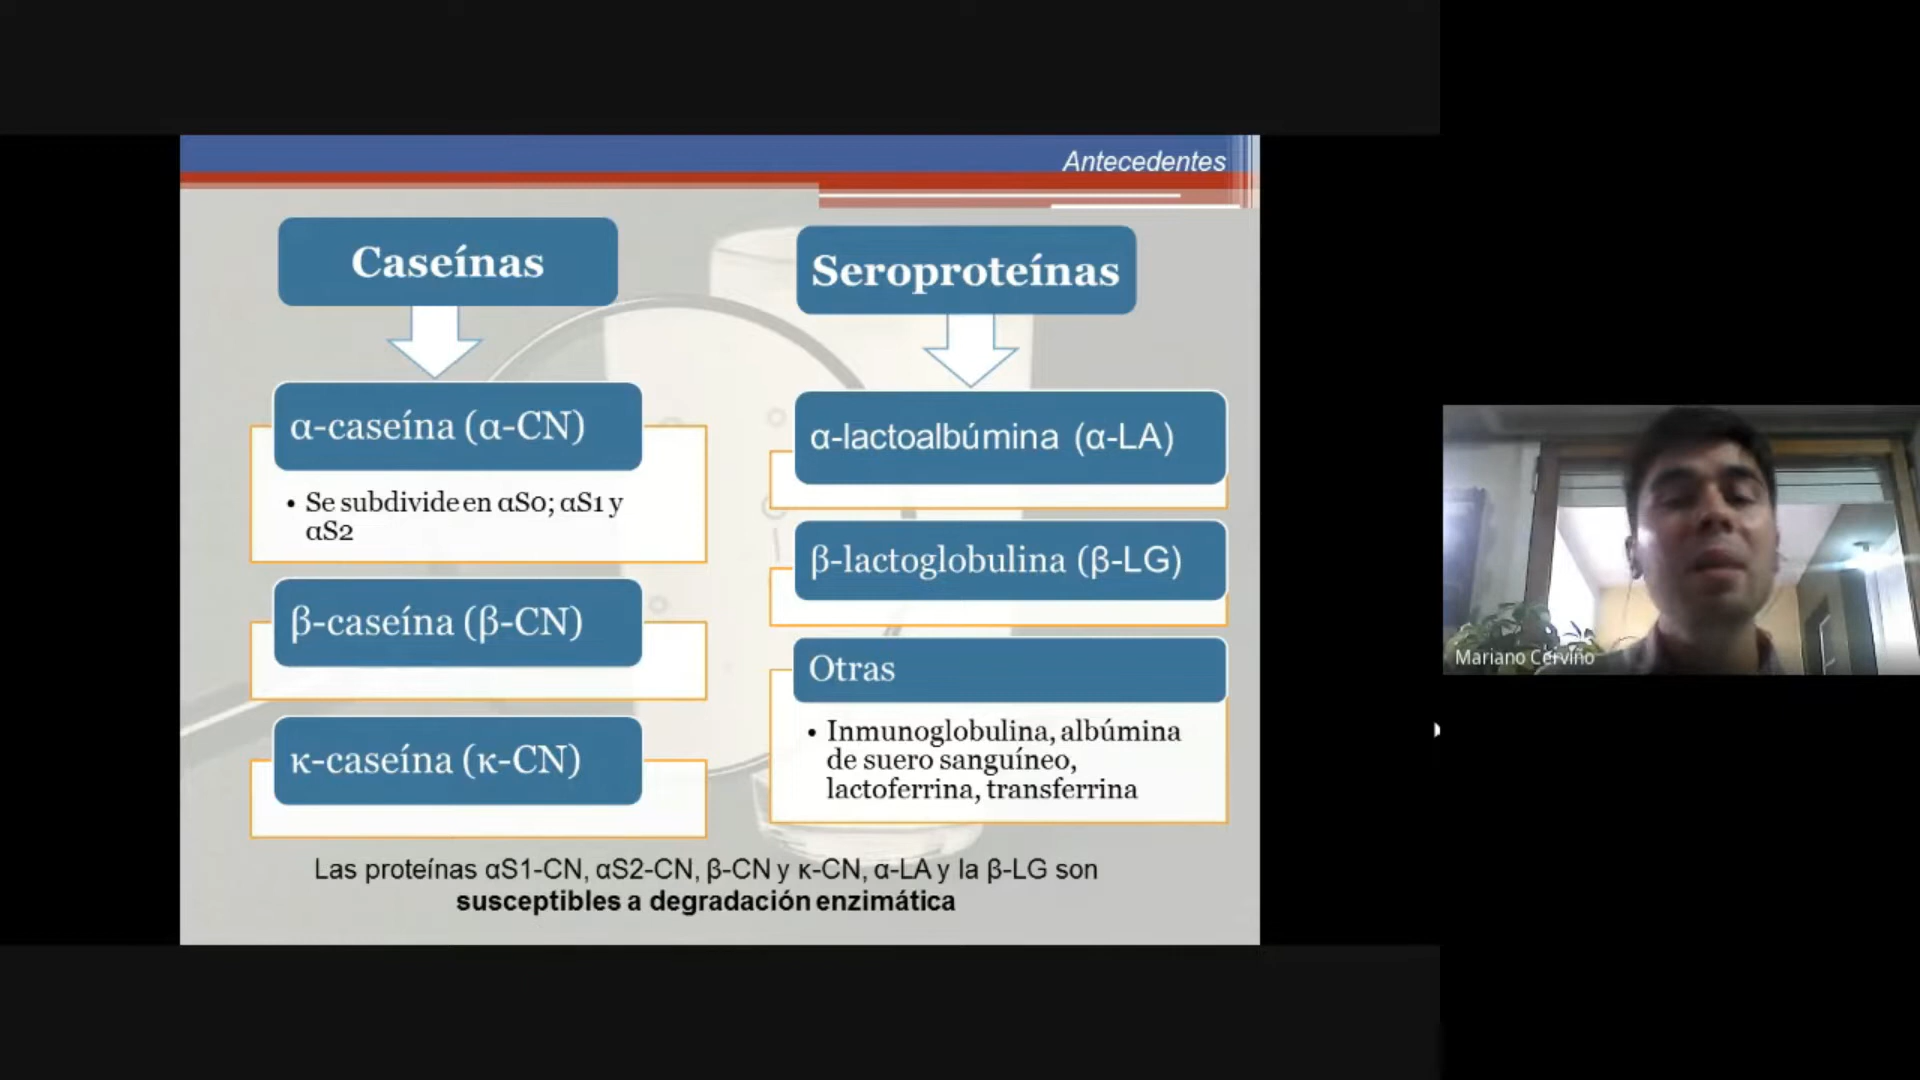 Antecedentes
Caseínas
α-caseína (α-CN)
• Se subdivide en αS0; αS1 y
αS2
β-caseína (β-CN)
κ-caseína (κ-CN)
Seroproteínas
α-lactoalbúmina (α-LA)
β-lactoglobulina (β-LG)
Otras
• Inmunoglobulina, albúmina
de suero sanguíneo,
lactoferrina, transferrina
Las proteínas αS1-CN, αS2-CN, β-CN y κ-CN, α-LA y la β-LG son
susceptibles a degradación enzimática
Mariano Cerviño